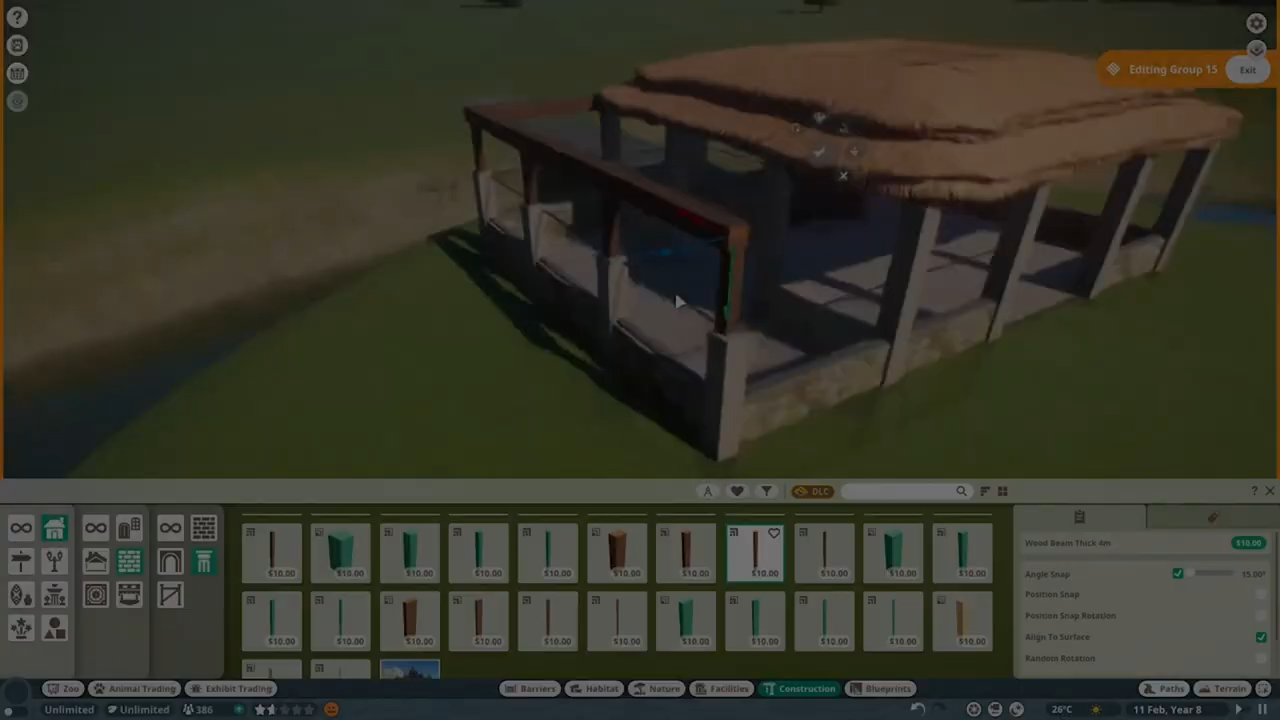 Editing Group 15
Exit
DLC
Wood Beam Thick 4m
$10.00
Angle Snap
15.00°
Position Snap
Position Snap Rotation
Align To Surface
Random Rotation
$10.00 $10.00 $10.00 $10.00 $10.00 $10.00 $10.00 $10.00 $10.00 $10.00 $10.00
$10.00 $10.00 $10.00 $10.00 $10.00 $10.00 $10.00 $10.00 $10.00 $10.00 $10.00
Zoo Animal Trading Exhibit Trading Barriers Habitat Nature Facilities Construction Blueprints Paths Terrain
Unlimited Unlimited 386 26°C 11 Feb, Year 8